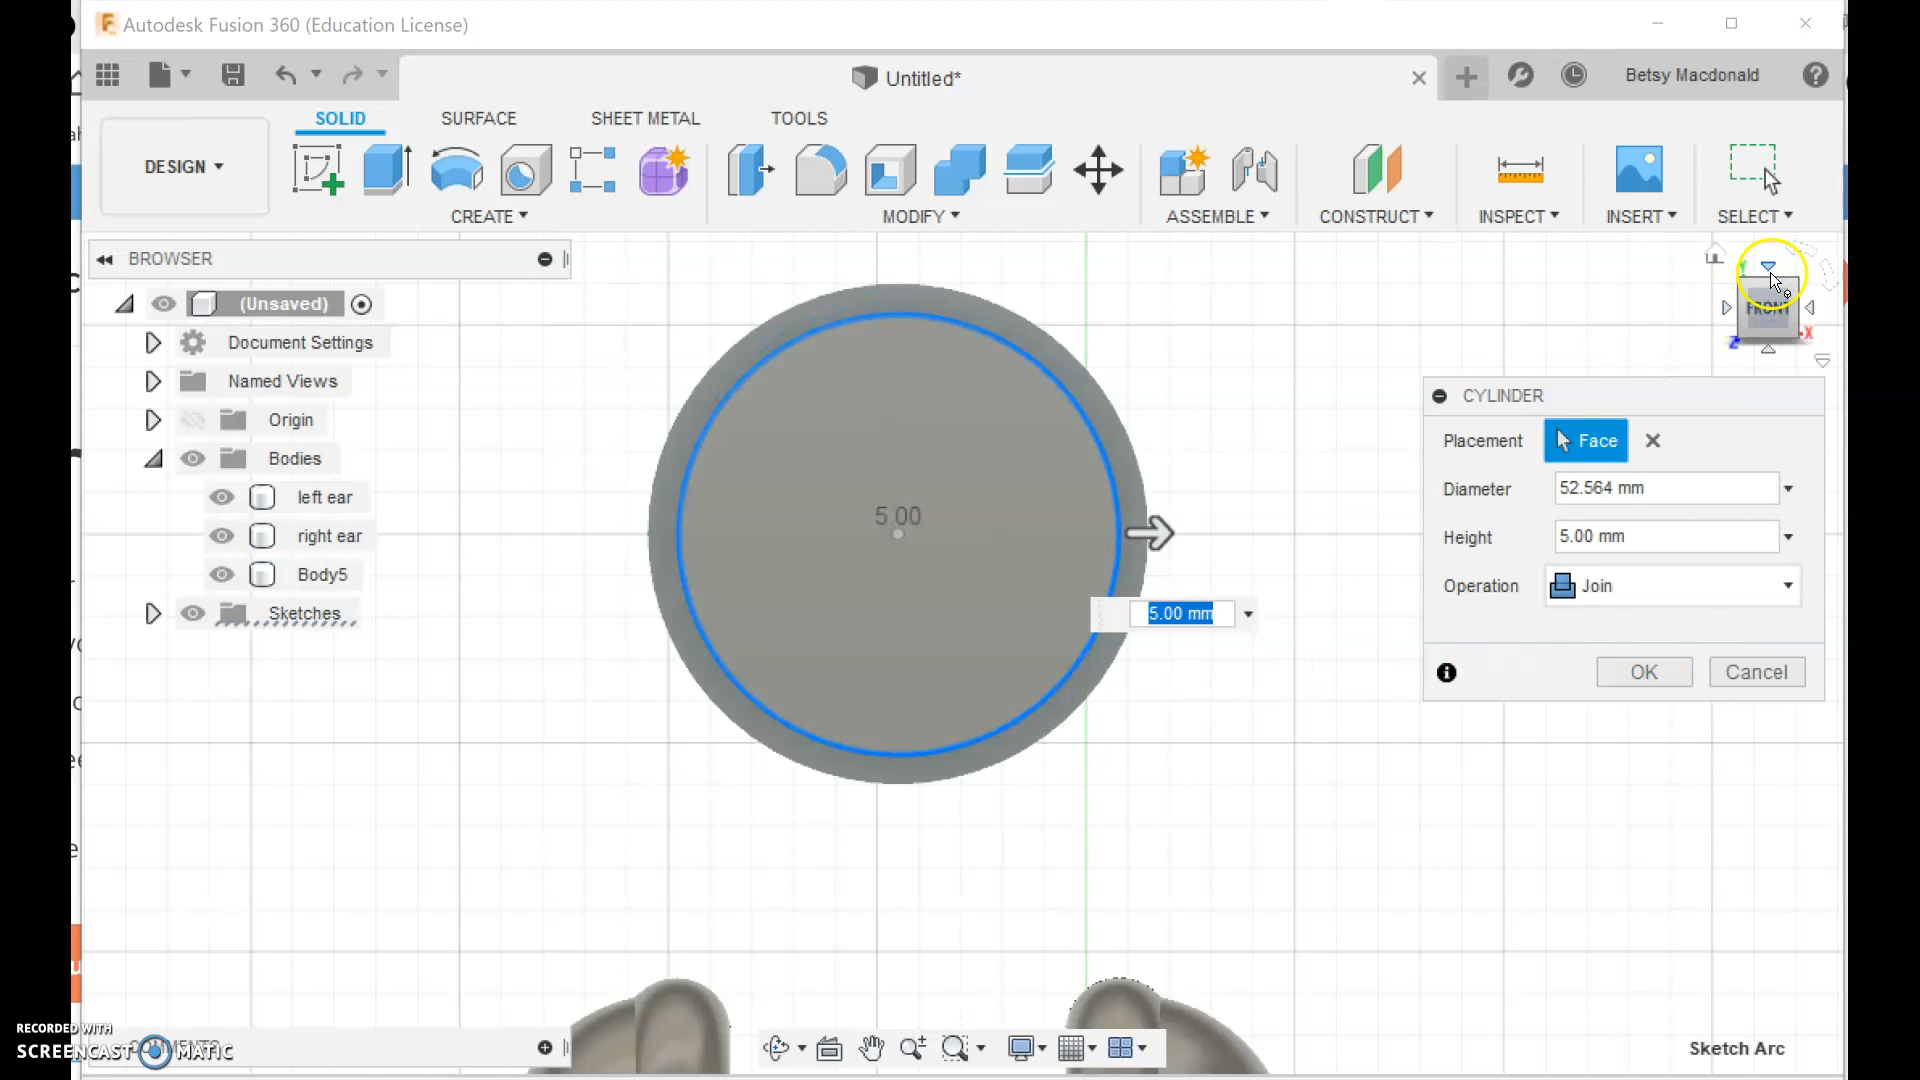 Autodesk Fusion 360 (Education License)
Untitled*
Betsy Macdonald
SOLID
SURFACE
SHEET METAL
TOOLS
DESIGN
CREATE
MODIFY
ASSEMBLE
CONSTRUCT
INSPECT
INSERT
SELECT
BROWSER
(Unsaved)
Document Settings
Named Views
Origin
Bodies
left ear
right ear
Body5
Sketches
5.00
5.00 mm
FRONT
X
Z
CYLINDER
Placement Face
Diameter 52.564 mm
Height 5.00 mm
Operation Join
OK Cancel
Sketch Arc
RECORDED WITH
SCREENCAST MATIC